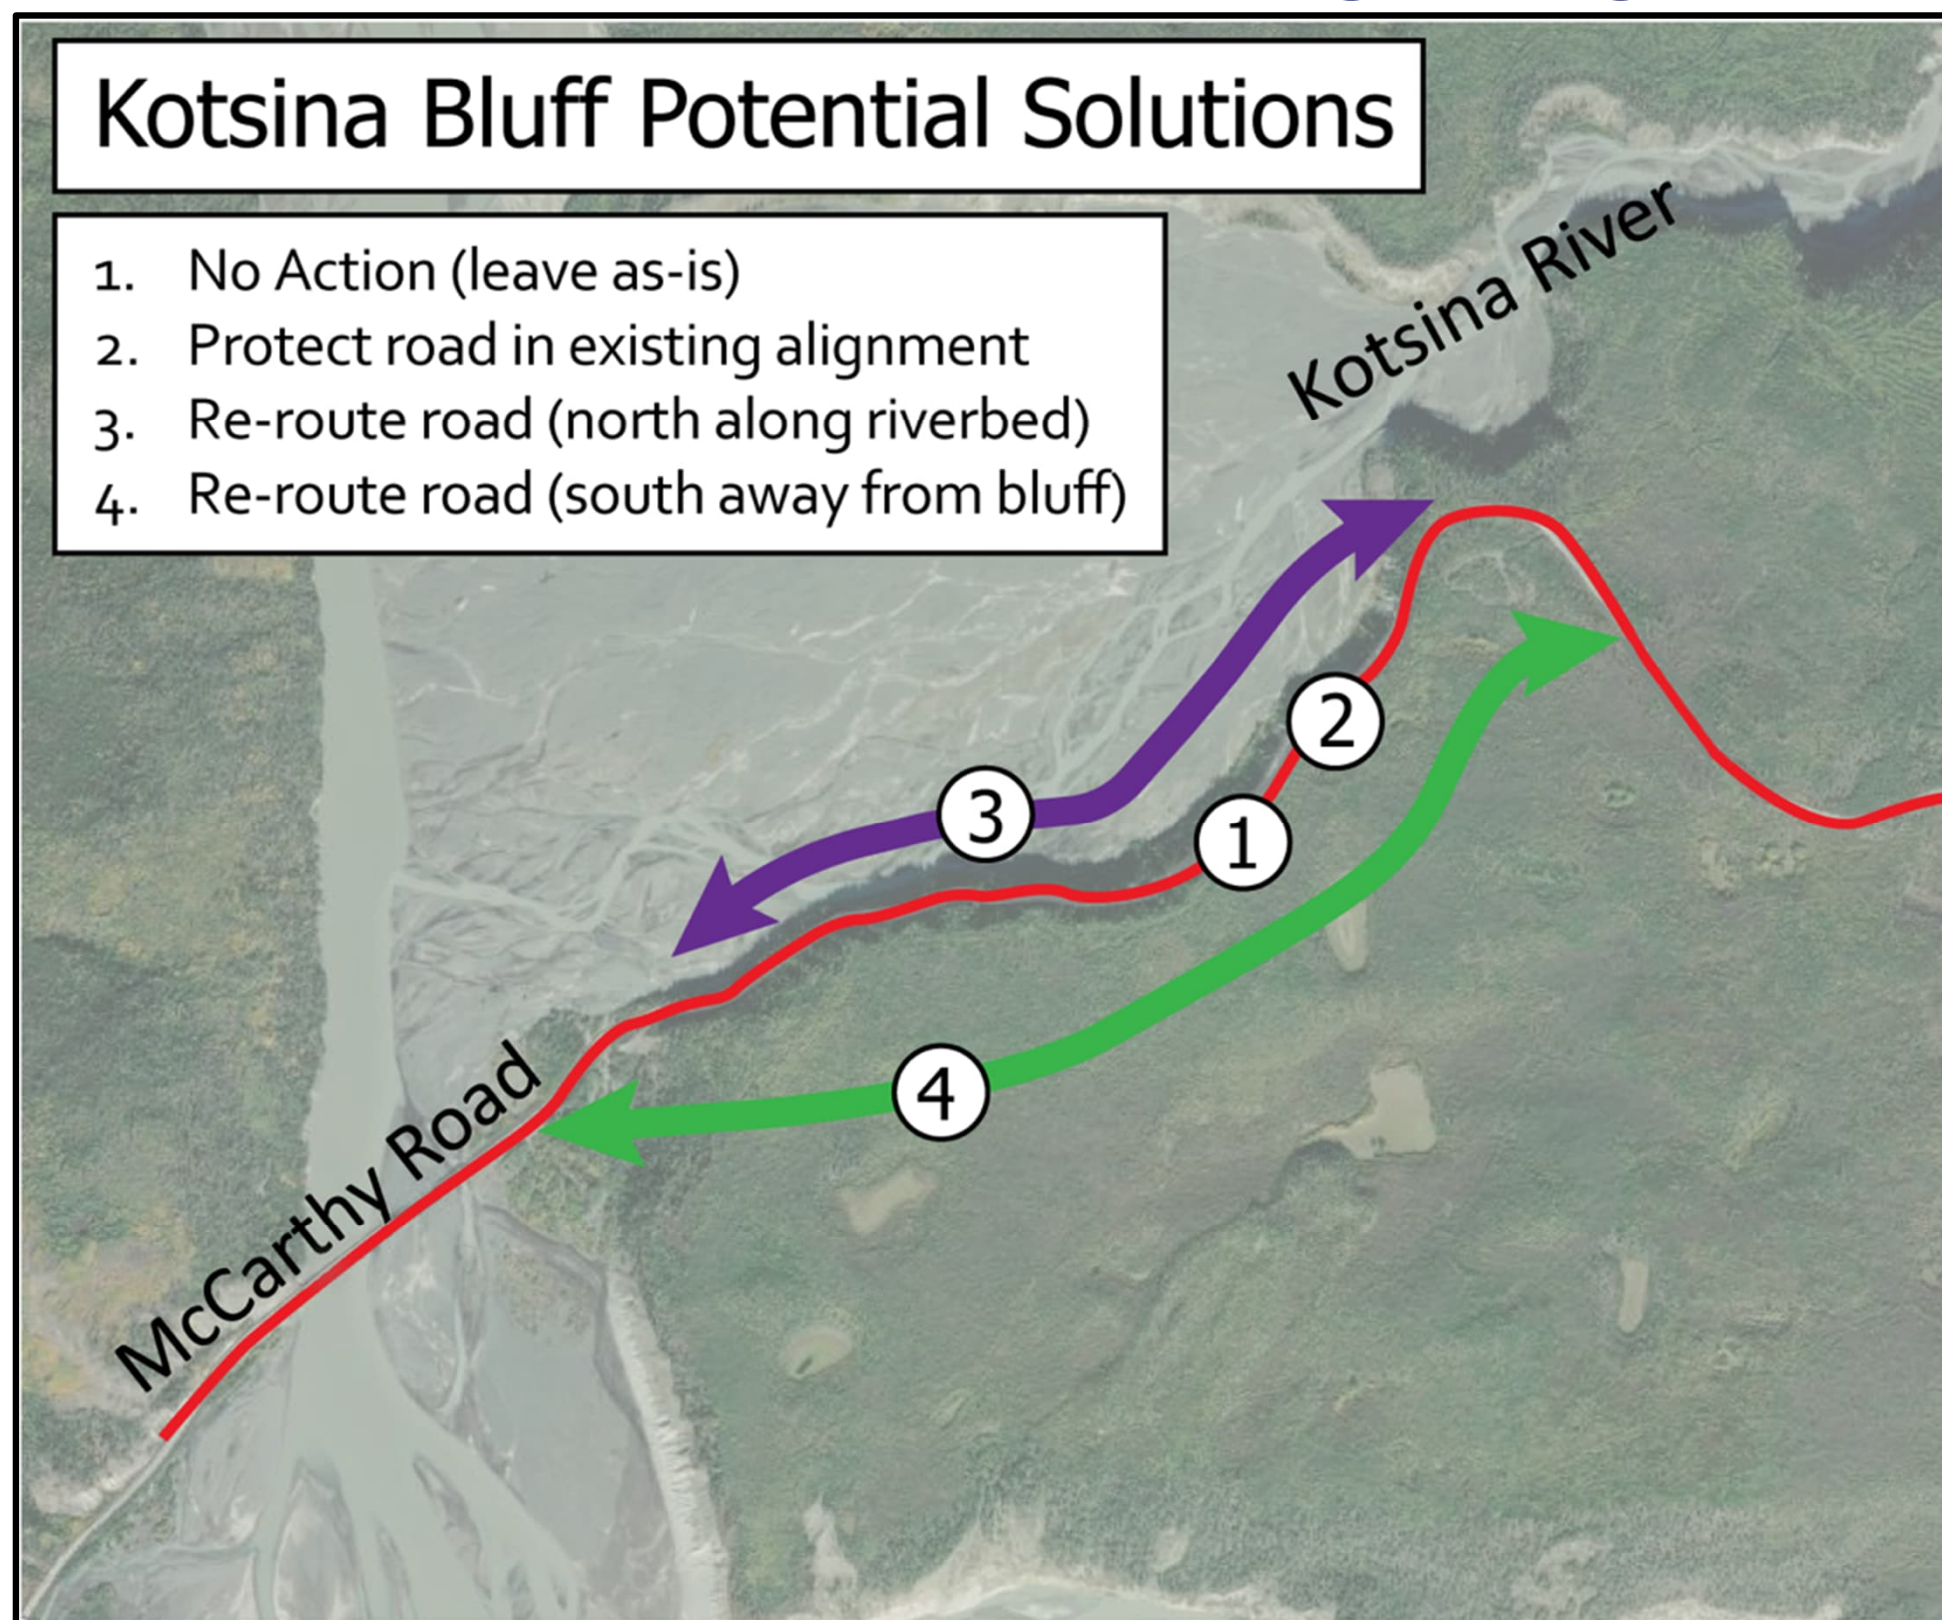 Kotsina Bluff Potential Solutions
1. No Action (leave as-is)
2. Protect road in existing alignment
3. Re-route road (north along riverbed)
4. Re-route road (south away from bluff)
Kotsina River
2
3
1
4
McCarthy Road